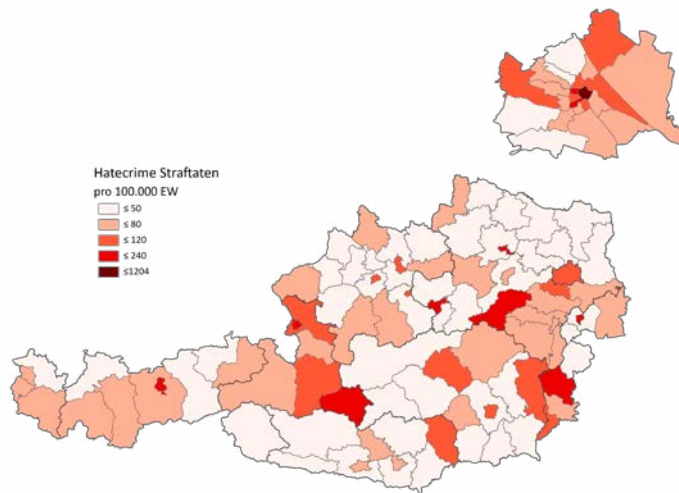 Hatecrime Straftaten
pro 100.000 EW
≤ 50
≤ 80
≤ 120
≤ 240
≤1204